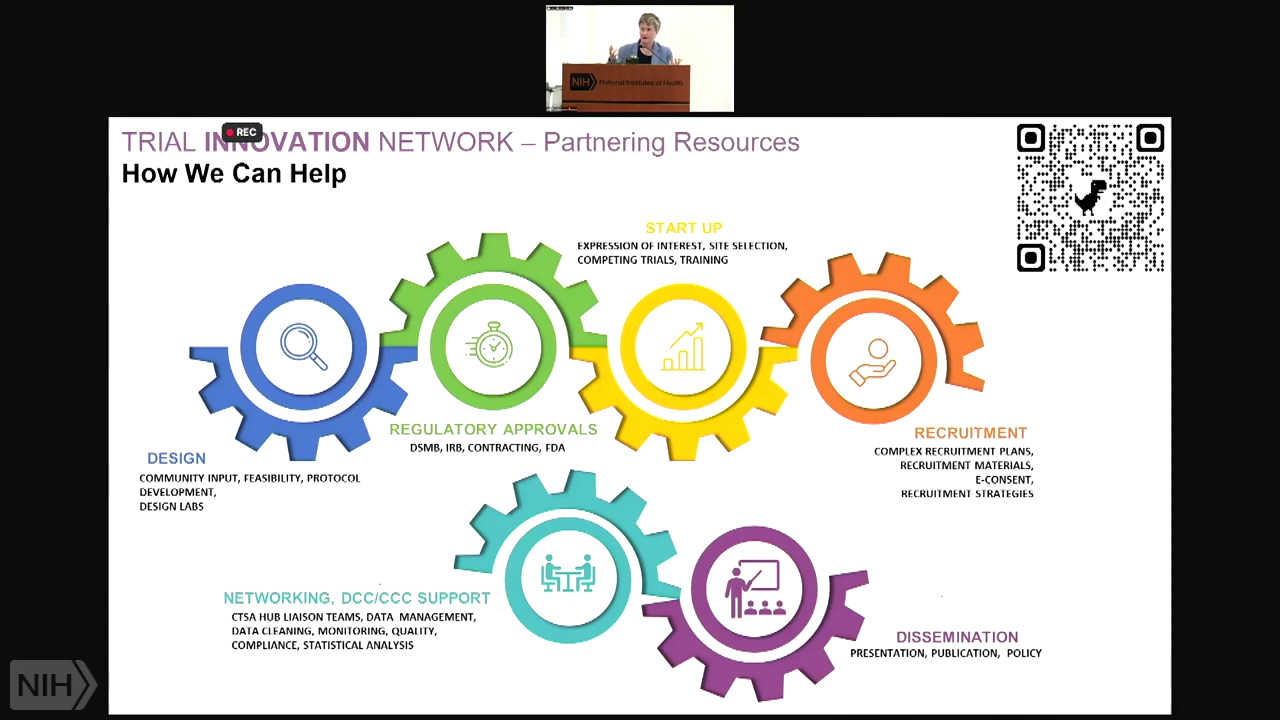 NIH National Institutes of Health
REC
TRIAL INNOVATION NETWORK – Partnering Resources
How We Can Help
START UP
EXPRESSION OF INTEREST, SITE SELECTION,
COMPETING TRIALS, TRAINING
REGULATORY APPROVALS
DSMB, IRB, CONTRACTING, FDA
DESIGN
COMMUNITY INPUT, FEASIBILITY, PROTOCOL
DEVELOPMENT,
DESIGN LABS
RECRUITMENT
COMPLEX RECRUITMENT PLANS,
RECRUITMENT MATERIALS,
E-CONSENT,
RECRUITMENT STRATEGIES
NETWORKING, DCC/CCC SUPPORT
CTSA HUB LIAISON TEAMS, DATA MANAGEMENT,
DATA CLEANING, MONITORING, QUALITY,
COMPLIANCE, STATISTICAL ANALYSIS
DISSEMINATION
PRESENTATION, PUBLICATION, POLICY
NIH